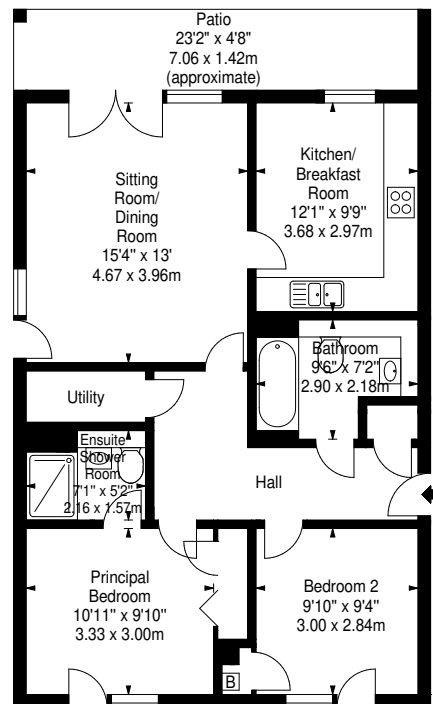 Patio
23'2" x 4'8"
7.06 x 1.42m
(approximate)
Sitting
Room/
Dining
Room
15'4" x 13'
4.67 x 3.96m
Kitchen/
Breakfast
Room
12'1" x 9'9"
3.68 x 2.97m
Bathroom
9'6" x 7'2"
2.90 x 2.18m
Utility
Ensuite
Shower
Room
7'1" x 5'2"
2.16 x 1.57m
Hall
Principal
Bedroom
10'11" x 9'10"
3.33 x 3.00m
Bedroom 2
9'10" x 9'4"
3.00 x 2.84m
B